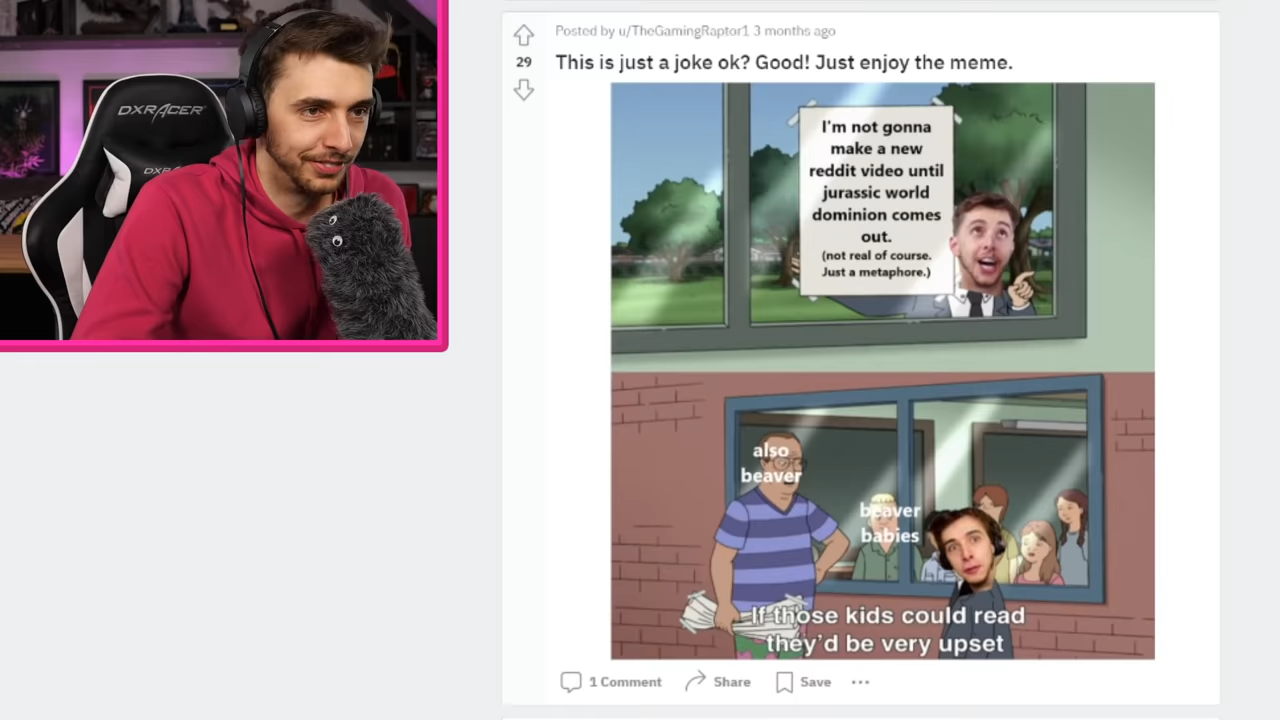 DXRACER
DXR
Posted by u/TheGamingRaptor1 3 months ago
29
This is just a joke ok? Good! Just enjoy the meme.
I'm not gonna
make a new
reddit video until
jurassic world
dominion comes
out.
(not real of course.
Just a metaphore.)
also
beaver
beaver
babies
If those kids could read
they'd be very upset
1 Comment
Share
Save